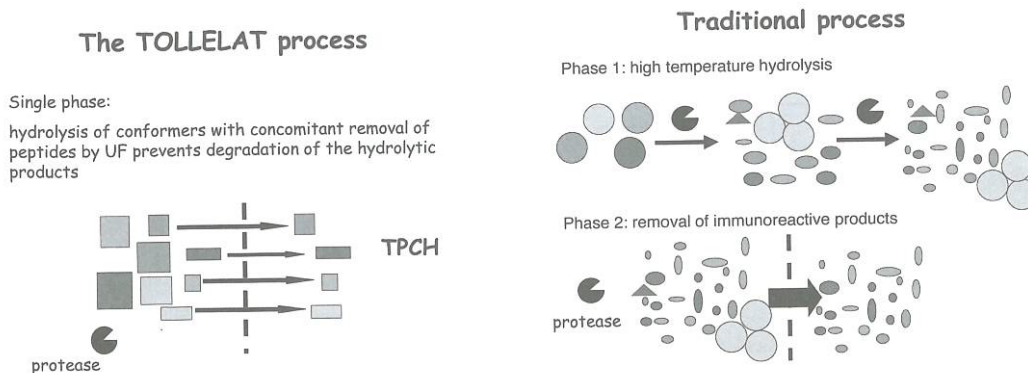 The TOLLELAT process
Single phase:
hydrolysis of conformers with concomitant removal of
peptides by UF prevents degradation of the hydrolytic
products
TPCH
protease
Traditional process
Phase 1: high temperature hydrolysis
Phase 2: removal of immunoreactive products
protease